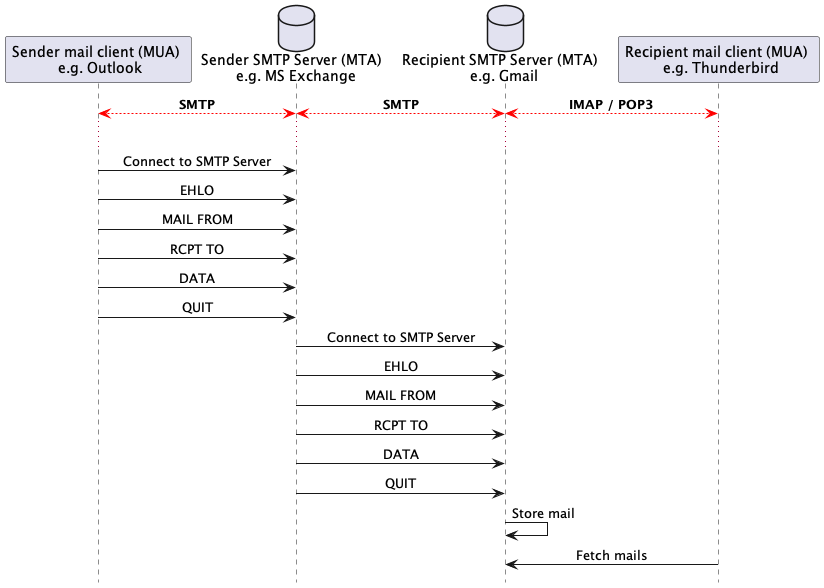 Sender mail client (MUA)
e.g. Outlook
Sender SMTP Server (MTA)
e.g. MS Exchange
Recipient SMTP Server (MTA)
e.g. Gmail
Recipient mail client (MUA)
e.g. Thunderbird
SMTP
SMTP
IMAP / POP3
Connect to SMTP Server
EHLO
MAIL FROM
RCPT TO
DATA
QUIT
Connect to SMTP Server
EHLO
MAIL FROM
RCPT TO
DATA
QUIT
Store mail
Fetch mails